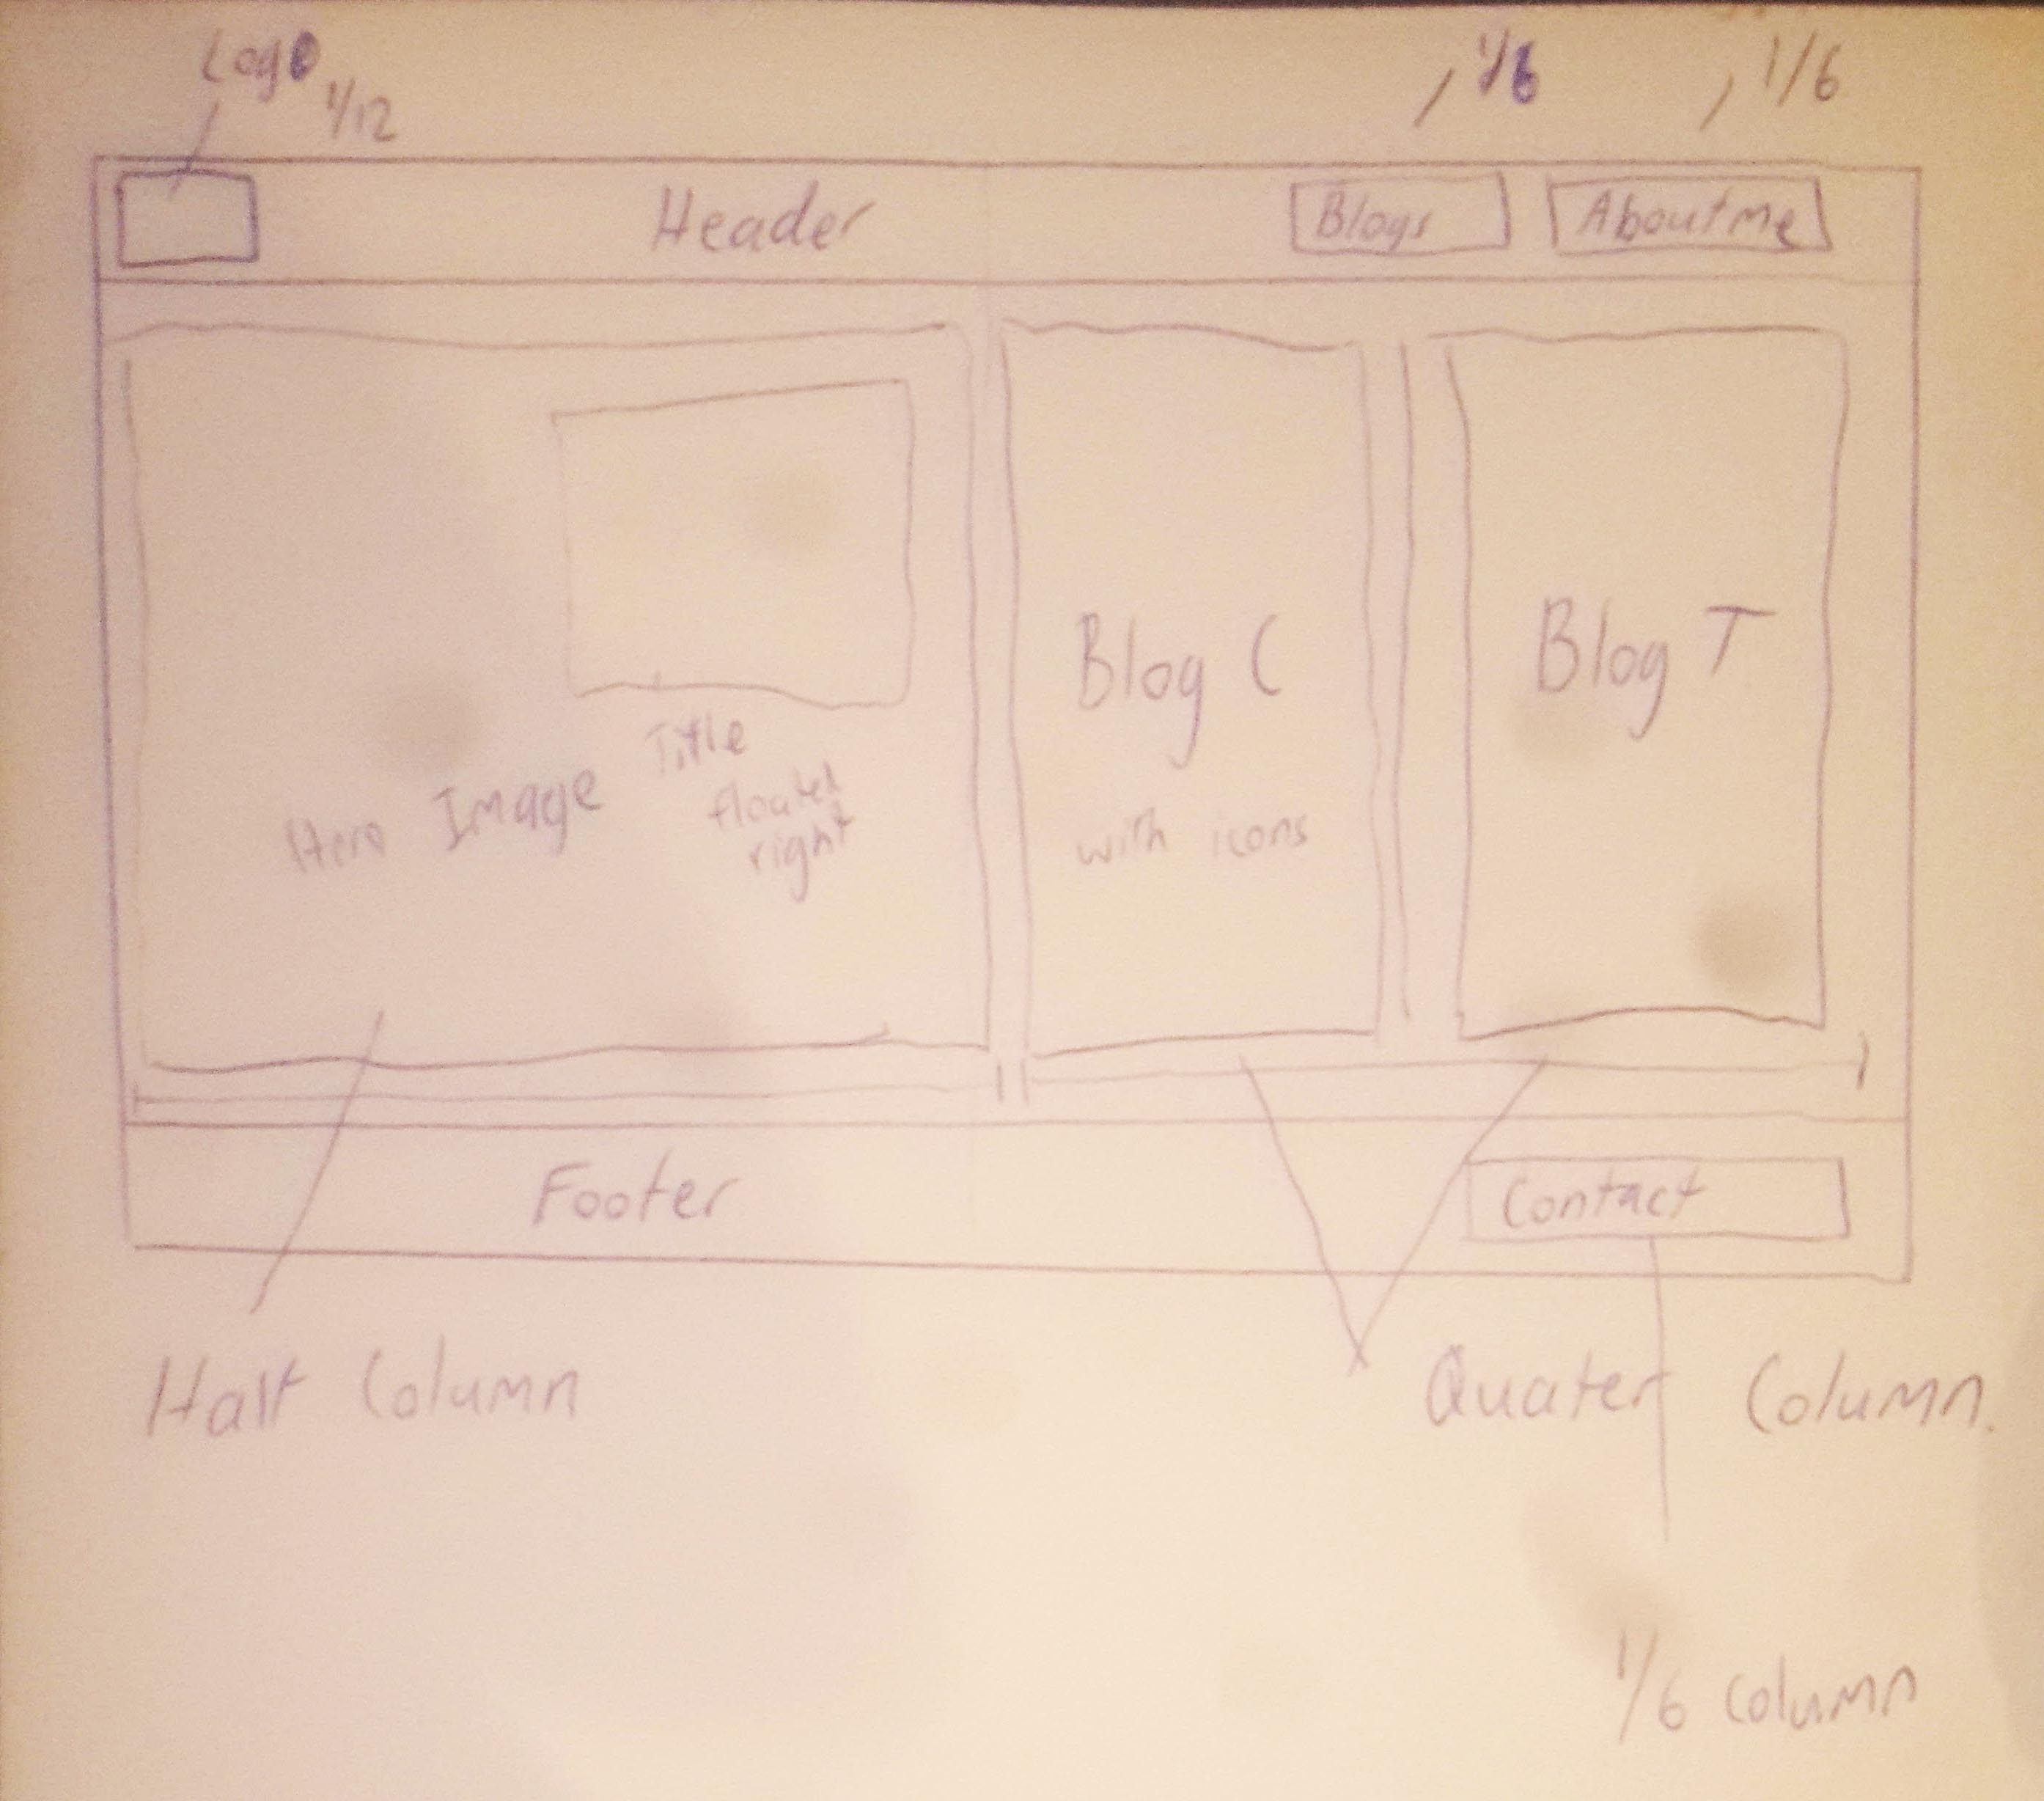 Logo
1/12
1/6
1/6
Header
Blogs
About me
Blog C
Blog T
Title
floated
right
Hero Image
with icons
Footer
Contact
Half Column
Quater Column.
1/6 column